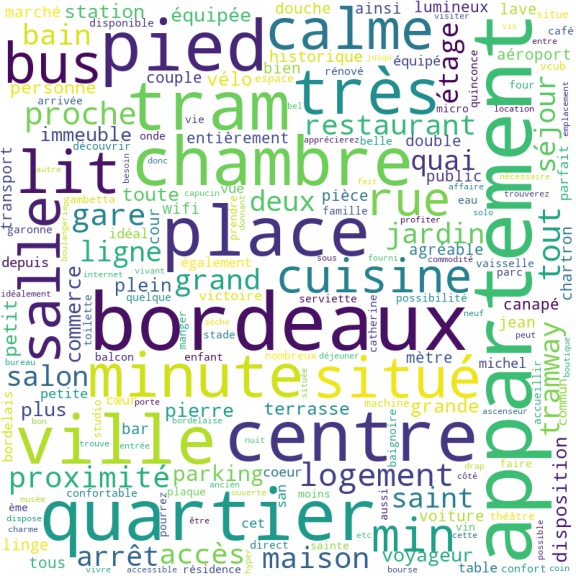 marché
station
équipée
douche
ainsi
lumineux
lave
vis
situe
disponible
visiter
café
bain
pied
calme
étage
appartement
bus
historique
équipé
aéroport
entre
personne
couple
vélo
espace
jusqu
rénové
vcub
arrivée
bien
tram
très
four
location
proche
bel
micro
quinconce
emplacement
immeuble
onde
vie
entièrement
restaurant
séjour
parfait
transport
découvrir
apprécierez
belle
double
autre
besoin
donc
chambre
quai
public
nécessaire
lit
toute
vue
deux
pièce
rue
affaire
trouverez
boulangerie
gambetta
capucin
fait
wifi
cour
prendre
donnant
famille
profiter
eau
solo
garonne
gare
idéal
place
jardin
tout
chartron
salle
ligne
commerce
internet
vivant
également
grand
sous
fourni
commodité
agréable
vaisselle
parc
depuis
plein
cuisine
idéalement
quelque
victoire
serviette
possibilité
canapé
petit
toilette
bordeaux
manger
stade
catherine
neuf
jean
peut
bureau
balcon
enfant
sèche
nombreux
déjeuner
mètre
michel
tramway
boutique
salon
minute
située
situé
ascenseur
petite
cœur
porte
machine
grande
accueillir
commun
bordelais
plus
studio
pierre
terrasse
bon
ville
bar
bordelaise
centre
baignoire
trouve
entrée
nuit
drap
faire
proximité
parking
coeur
logement
côté
disposition
musée
confortable
plaque
ancien
ouverte
san
moins
aussi
saint
dispose
pourrez
voiture
vin
théâtre
charme
quartier
cet
etc
min
cette
possible
ème
être
linge
arrêt
accès
hyper
direct
sainte
voyageur
tous
vivre
accessible
résidence
bourse
table
confort
coin